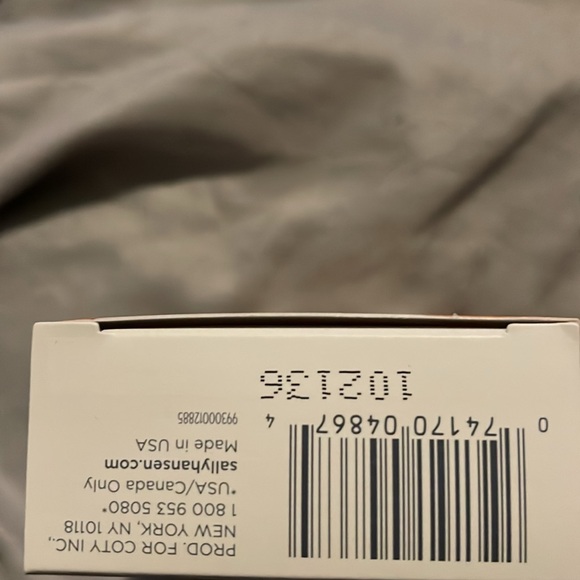 PROD. FOR COTY INC.,
NEW YORK, NY 10118
1 800 953 5080*
*USA/Canada Only
sallyhansen.com
Made in USA
99300012885
0 74170 04867 4
102136